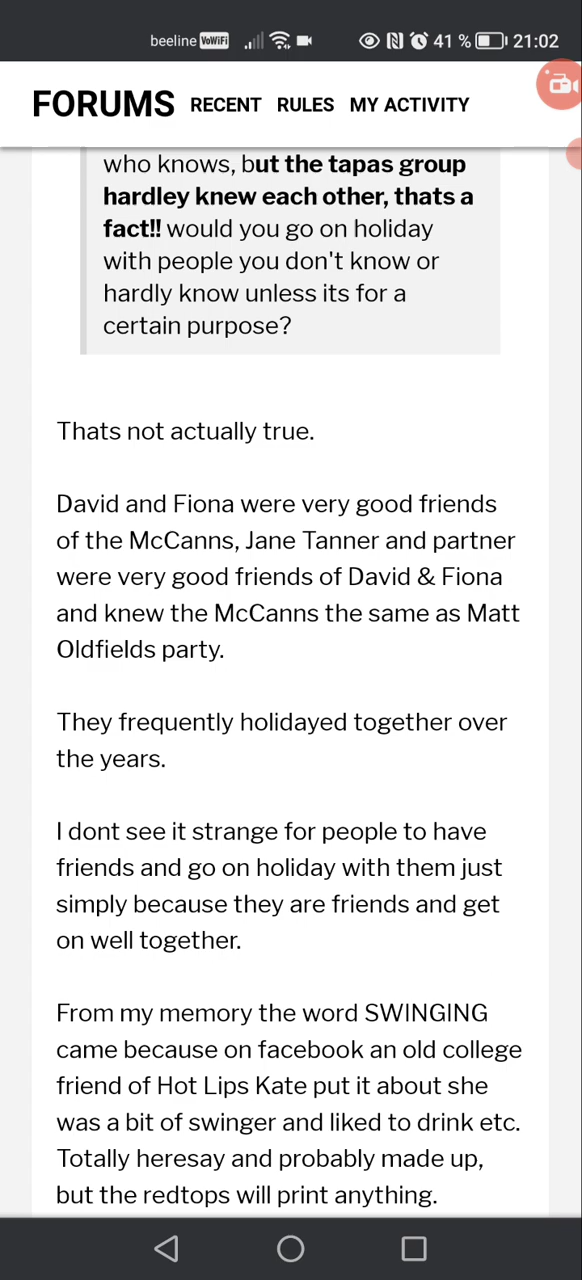 beeline VoWiFi 41 % 21:02
FORUMS RECENT RULES MY ACTIVITY
who knows, but the tapas group
hardley knew each other, thats a
fact!! would you go on holiday
with people you don't know or
hardly know unless its for a
certain purpose?
Thats not actually true.
David and Fiona were very good friends
of the McCanns, Jane Tanner and partner
were very good friends of David & Fiona
and knew the McCanns the same as Matt
Oldfields party.
They frequently holidayed together over
the years.
I dont see it strange for people to have
friends and go on holiday with them just
simply because they are friends and get
on well together.
From my memory the word SWINGING
came because on facebook an old college
friend of Hot Lips Kate put it about she
was a bit of swinger and liked to drink etc.
Totally heresay and probably made up,
but the redtops will print anything.